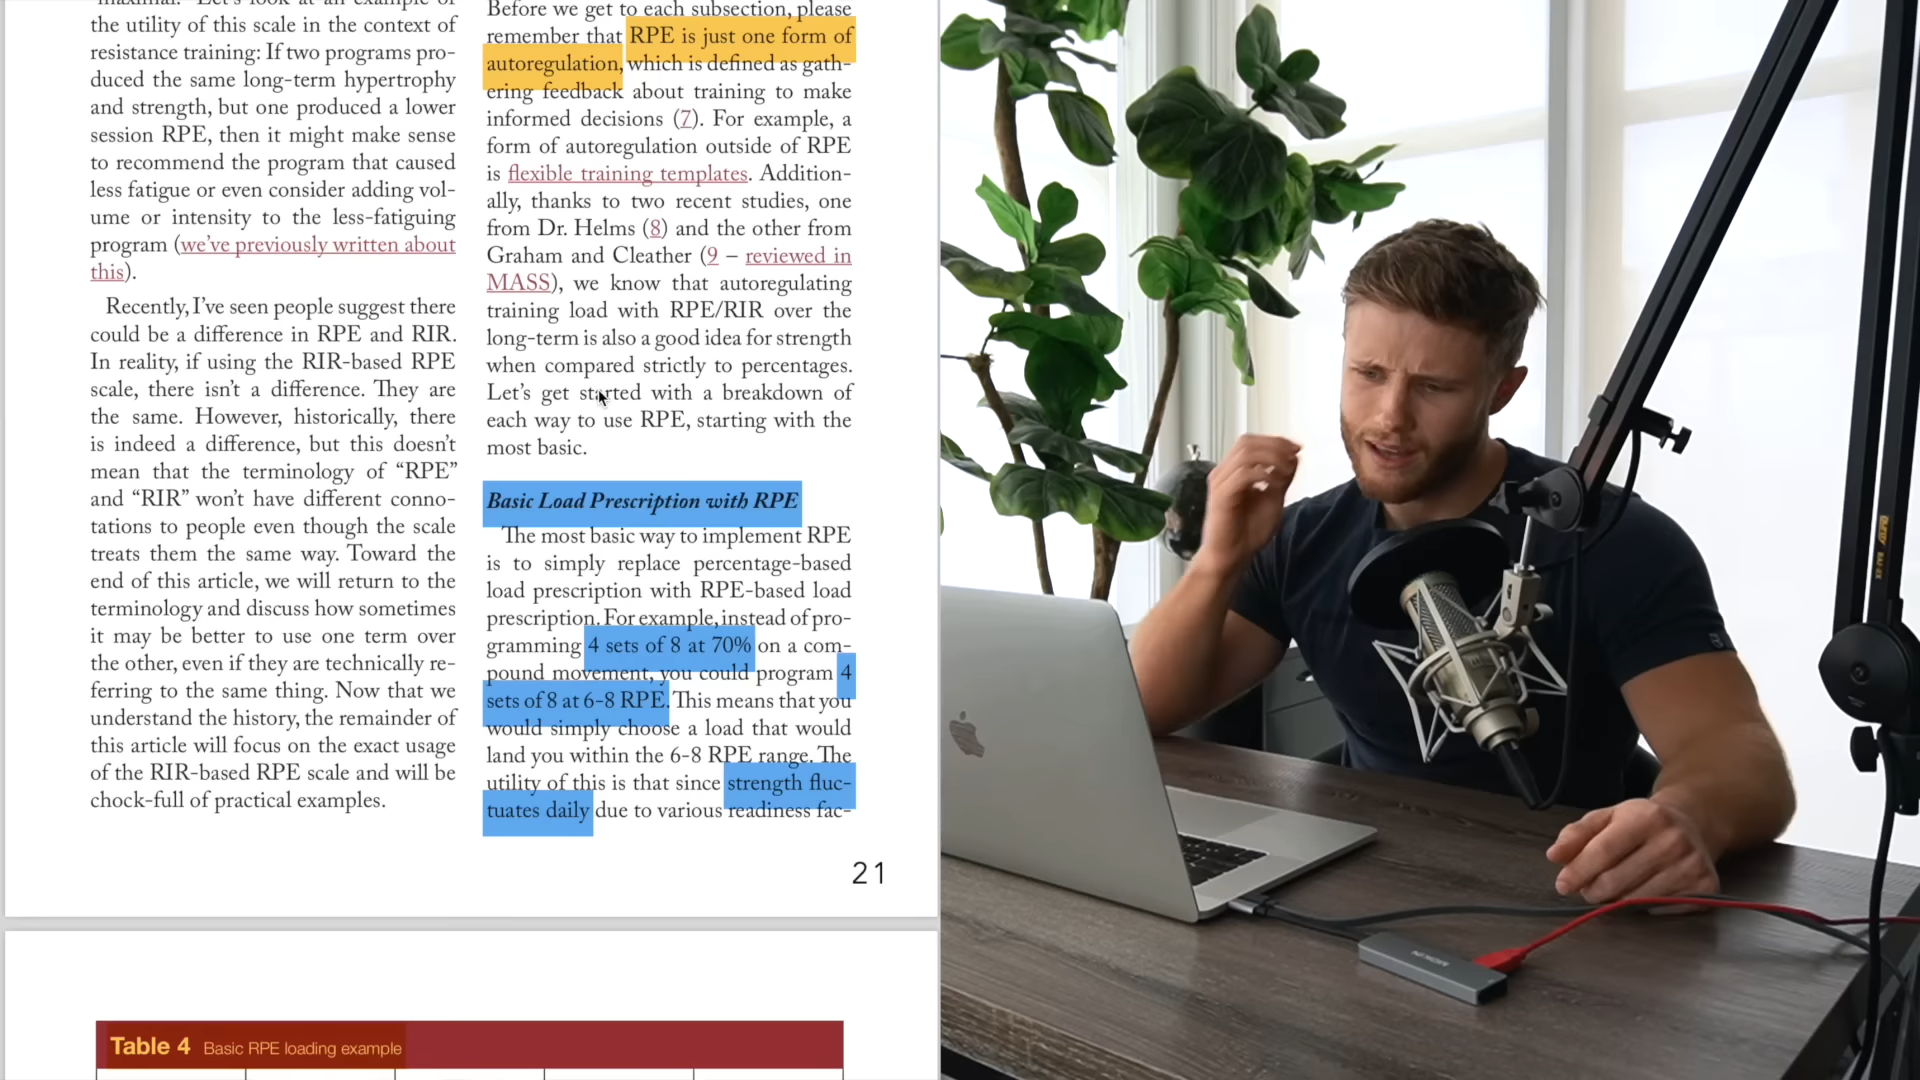 maximal." Let's look at an example of
the utility of this scale in the context of
resistance training: If two programs pro-
duced the same long-term hypertrophy
and strength, but one produced a lower
session RPE, then it might make sense
to recommend the program that caused
less fatigue or even consider adding vol-
ume or intensity to the less-fatiguing
program (we've previously written about
this).
Recently, I've seen people suggest there
could be a difference in RPE and RIR.
In reality, if using the RIR-based RPE
scale, there isn't a difference. They are
the same. However, historically, there
is indeed a difference, but this doesn't
mean that the terminology of “RPE”
and “RIR” won't have different conno-
tations to people even though the scale
treats them the same way. Toward the
end of this article, we will return to the
terminology and discuss how sometimes
it may be better to use one term over
the other, even if they are technically re-
ferring to the same thing. Now that we
understand the history, the remainder of
this article will focus on the exact usage
of the RIR-based RPE scale and will be
chock-full of practical examples.
Before we get to each subsection, please
remember that RPE is just one form of
autoregulation, which is defined as gath-
ering feedback about training to make
informed decisions (7). For example, a
form of autoregulation outside of RPE
is flexible training templates. Addition-
ally, thanks to two recent studies, one
from Dr. Helms (8) and the other from
Graham and Cleather (9 – reviewed in
MASS), we know that autoregulating
training load with RPE/RIR over the
long-term is also a good idea for strength
when compared strictly to percentages.
Let's get started with a breakdown of
each way to use RPE, starting with the
most basic.
Basic Load Prescription with RPE
The most basic way to implement RPE
is to simply replace percentage-based
load prescription with RPE-based load
prescription. For example, instead of pro-
gramming 4 sets of 8 at 70% on a com-
pound movement, you could program 4
sets of 8 at 6-8 RPE. This means that you
would simply choose a load that would
land you within the 6-8 RPE range. The
utility of this is that since strength fluc-
tuates daily due to various readiness fac-
21
Table 4 Basic RPE loading example